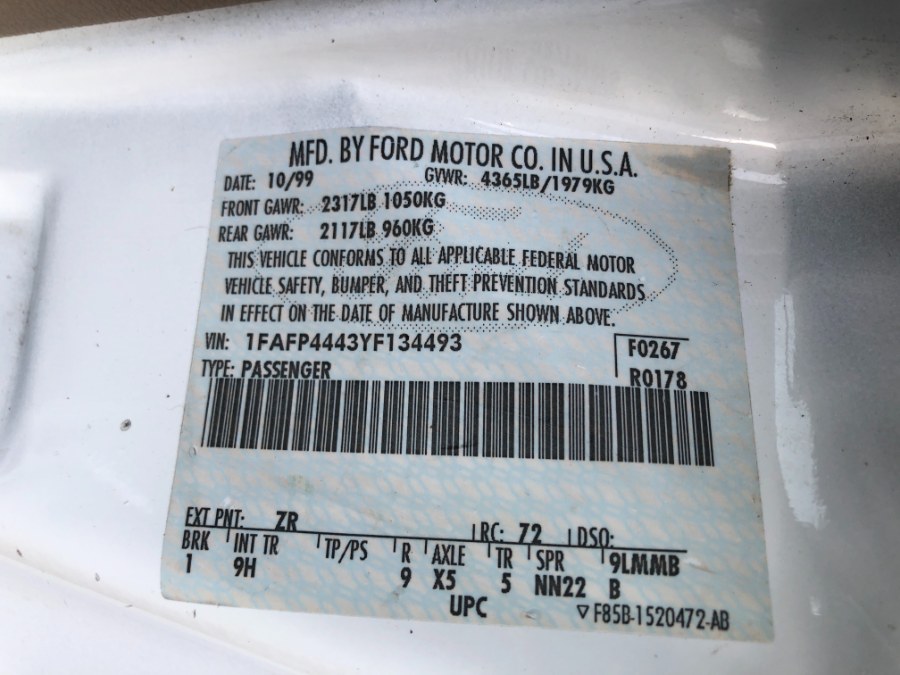 MFD. BY FORD MOTOR CO. IN U.S.A.
DATE: 10/99 GVWR: 4365LB/1979KG
FRONT GAWR: 2317LB 1050KG
REAR GAWR: 2117LB 960KG
THIS VEHICLE CONFORMS TO ALL APPLICABLE FEDERAL MOTOR
VEHICLE SAFETY, BUMPER, AND THEFT PREVENTION STANDARDS
IN EFFECT ON THE DATE OF MANUFACTURE SHOWN ABOVE.
VIN: 1FAFP4443YF134493 F0267
TYPE: PASSENGER R0178
EXT PNT: ZR RC: 72 DSO:
BRK INT TR TP/PS R AXLE TR SPR 9LMMB
1 9H 9 X5 5 NN22 B
UPC ▽F85B-1520472-AB